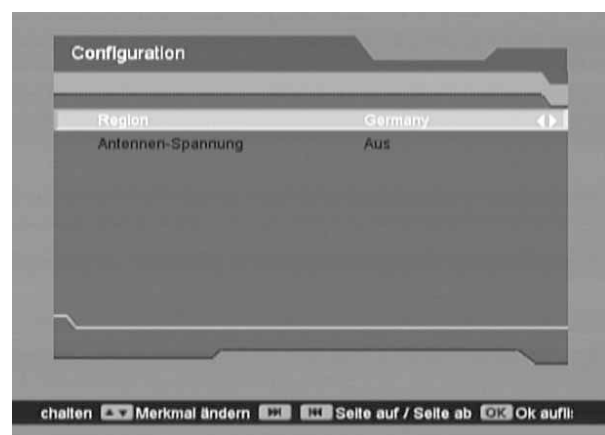 Configuration
Region Germany
Antennen-Spannung Aus
chalten Merkmal ändern Seite auf / Seite ab OK Ok aufli